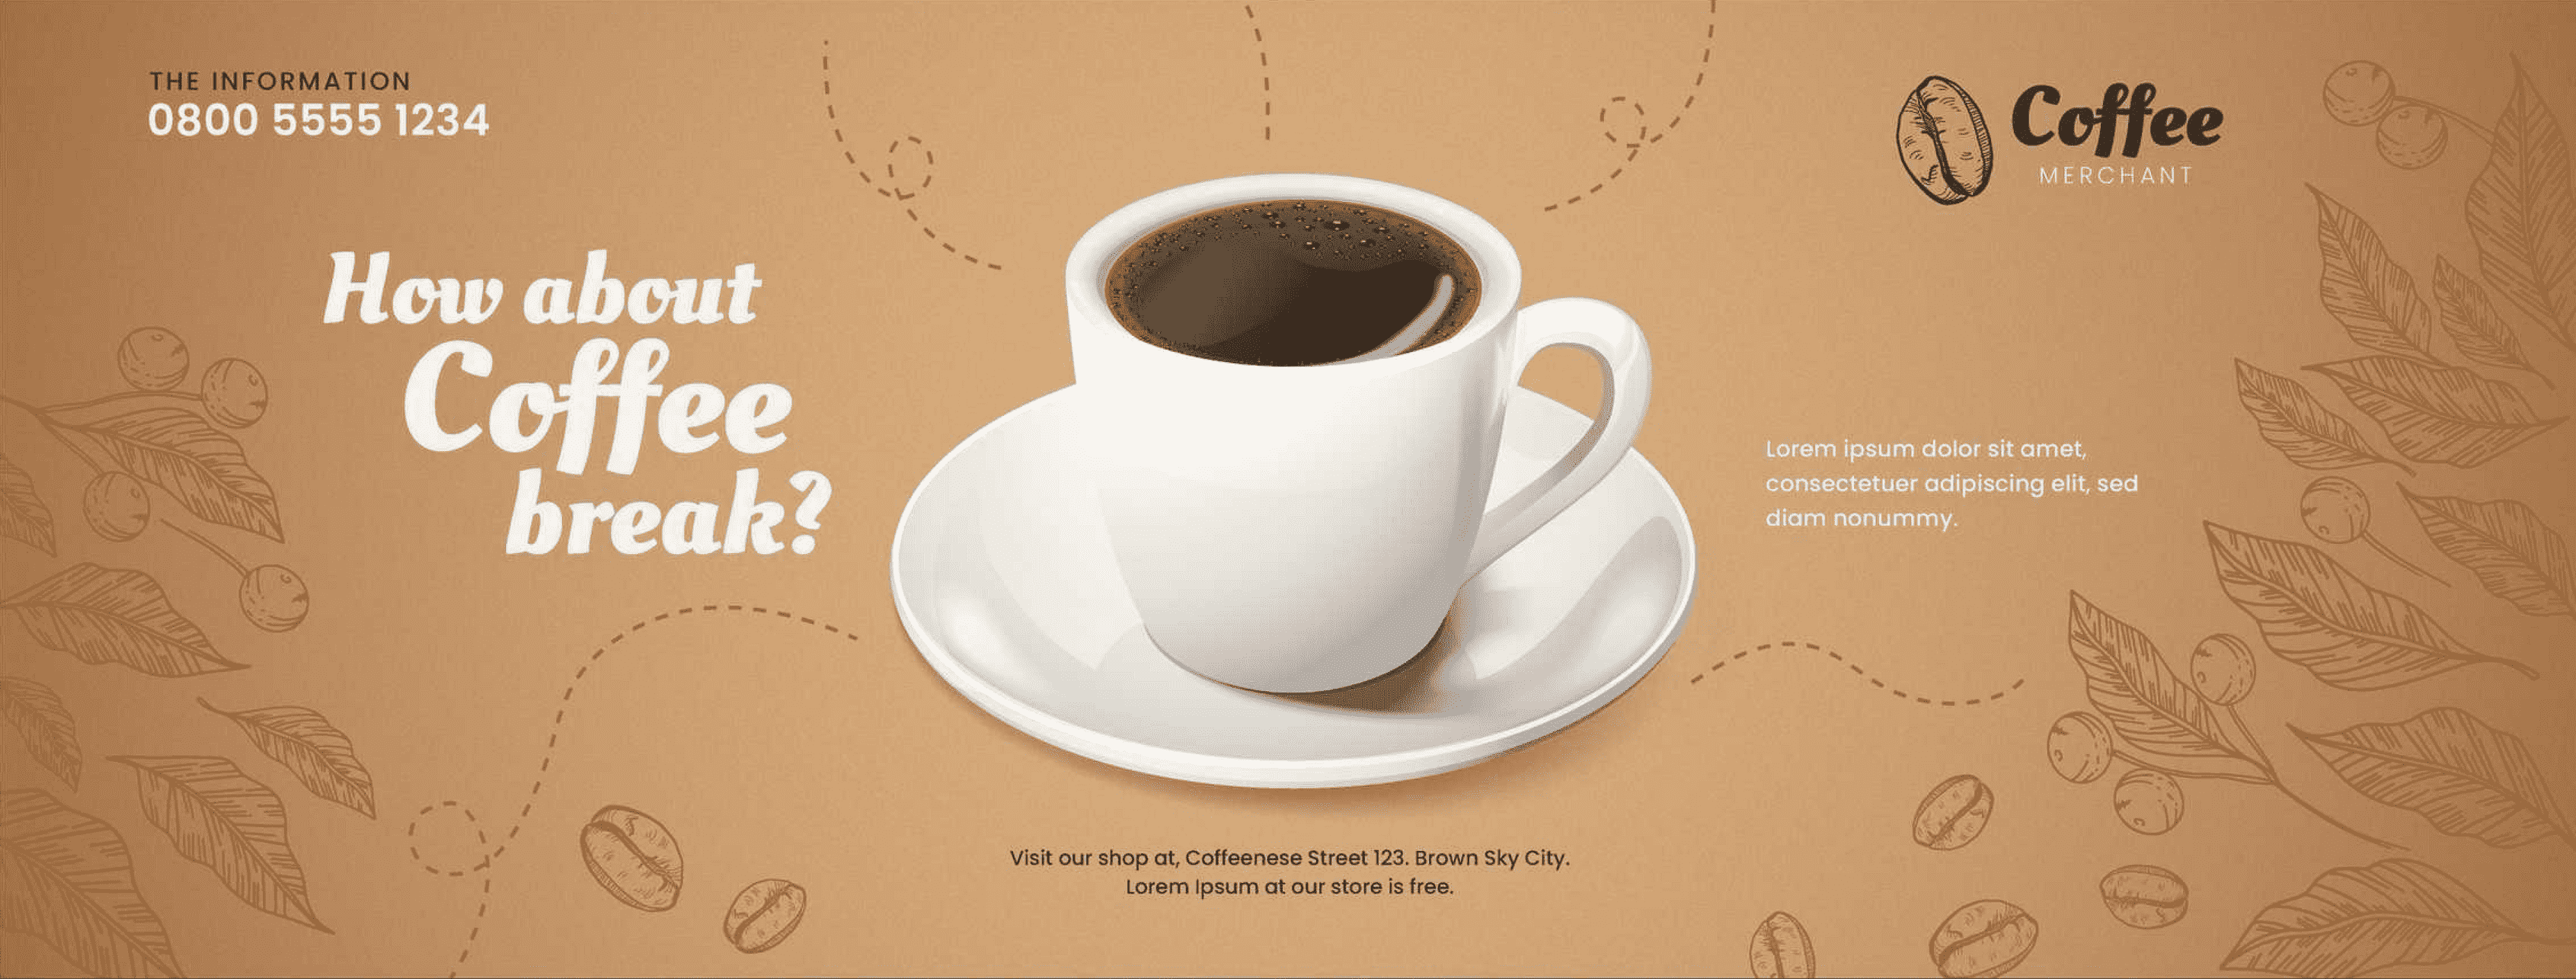 THE INFORMATION
0800 5555 1234
Coffee
MERCHANT
How about
Coffee
break?
Lorem ipsum dolor sit amet,
consectetuer adipiscing elit, sed
diam nonummy.
Visit our shop at, Coffeenese Street 123. Brown Sky City.
Lorem Ipsum at our store is free.